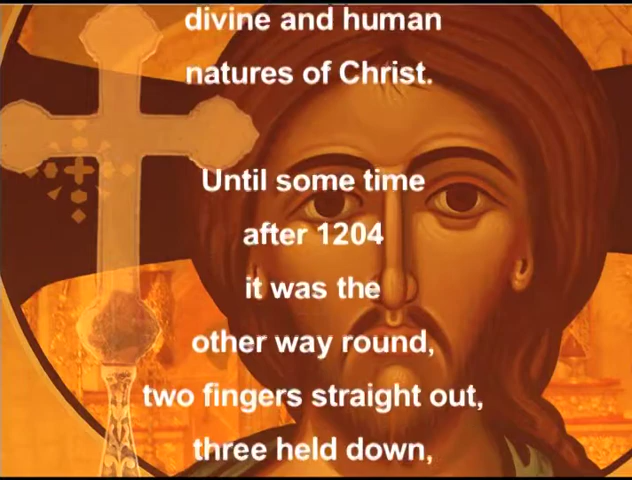 divine and human
natures of Christ.
Until some time
after 1204
it was the
other way round,
two fingers straight out,
three held down,